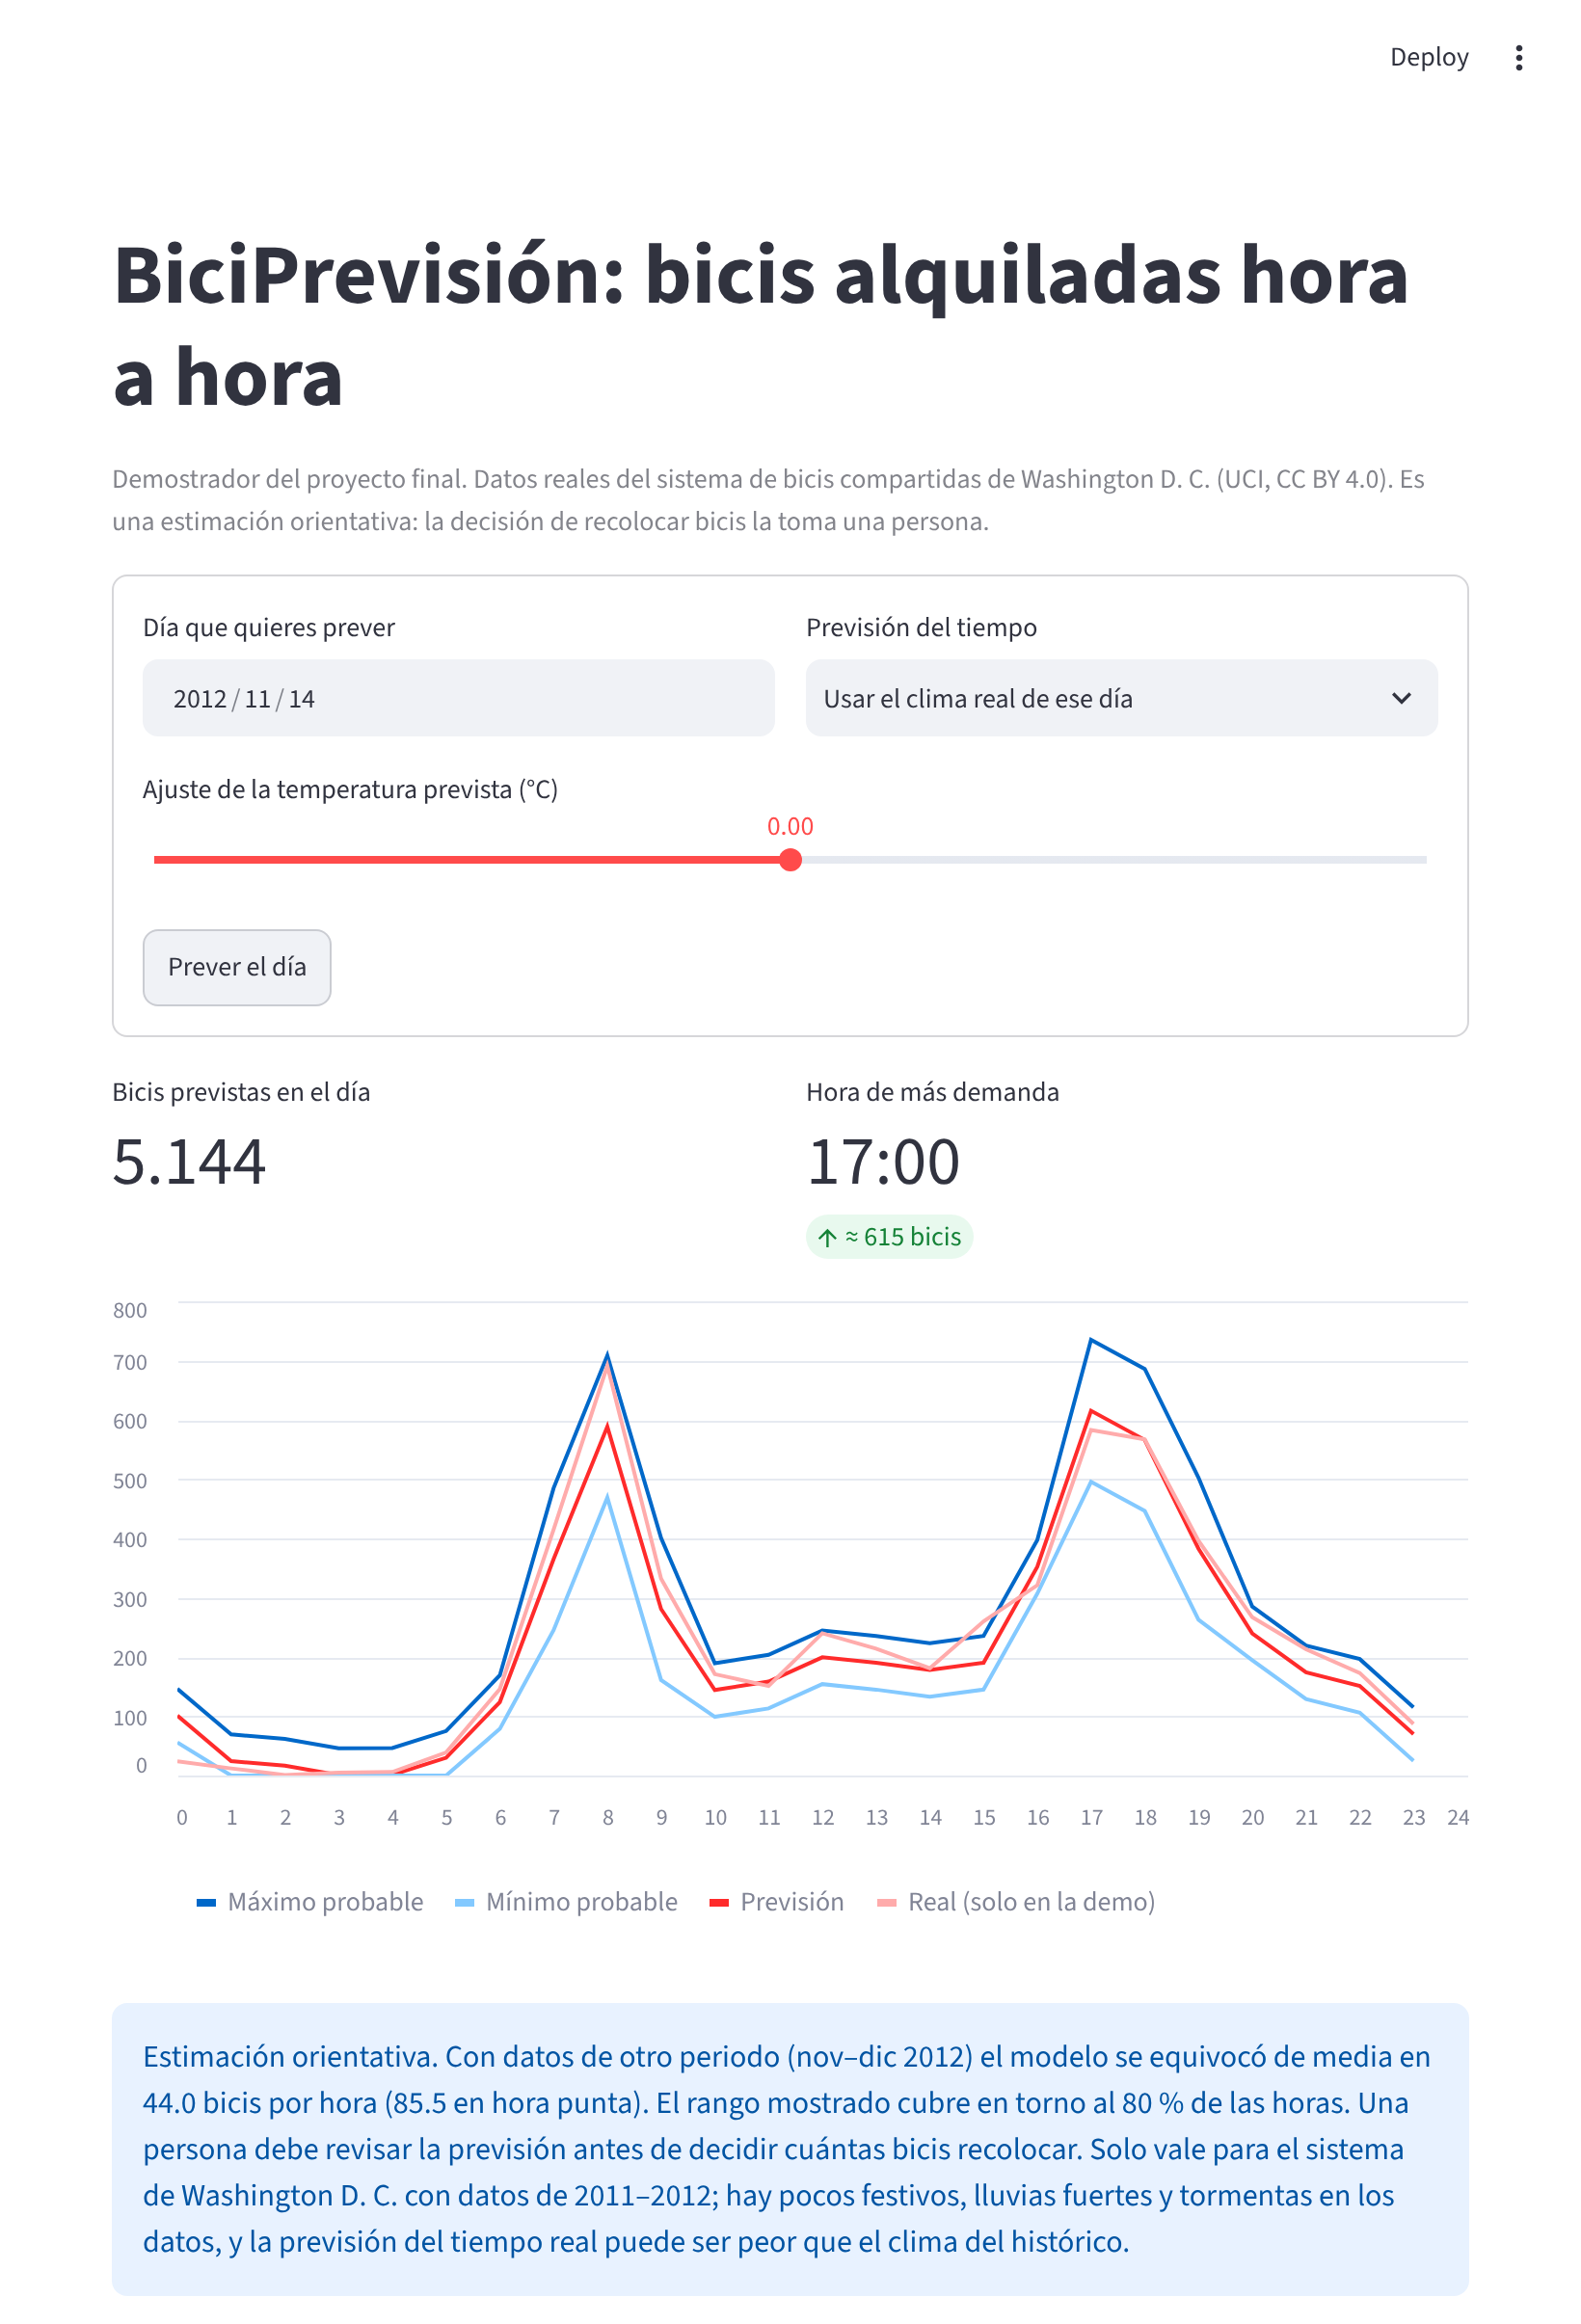 Deploy
BiciPrevisión: bicis alquiladas hora
a hora
Demostrador del proyecto final. Datos reales del sistema de bicis compartidas de Washington D. C. (UCI, CC BY 4.0). Es
una estimación orientativa: la decisión de recolocar bicis la toma una persona.
Día que quieres prever
2012/11/14
Previsión del tiempo
Usar el clima real de ese día
Ajuste de la temperatura prevista (°C)
0.00
Prever el día
Bicis previstas en el día
5.144
Hora de más demanda
17:00
↑ ≈ 615 bicis
800
700
600
500
400
300
200
100
0
0 1 2 3 4 5 6 7 8 9 10 11 12 13 14 15 16 17 18 19 20 21 22 23 24
Máximo probable Mínimo probable Previsión Real (solo en la demo)
Estimación orientativa. Con datos de otro periodo (nov–dic 2012) el modelo se equivocó de media en
44.0 bicis por hora (85.5 en hora punta). El rango mostrado cubre en torno al 80 % de las horas. Una
persona debe revisar la previsión antes de decidir cuántas bicis recolocar. Solo vale para el sistema
de Washington D. C. con datos de 2011–2012; hay pocos festivos, lluvias fuertes y tormentas en los
datos, y la previsión del tiempo real puede ser peor que el clima del histórico.